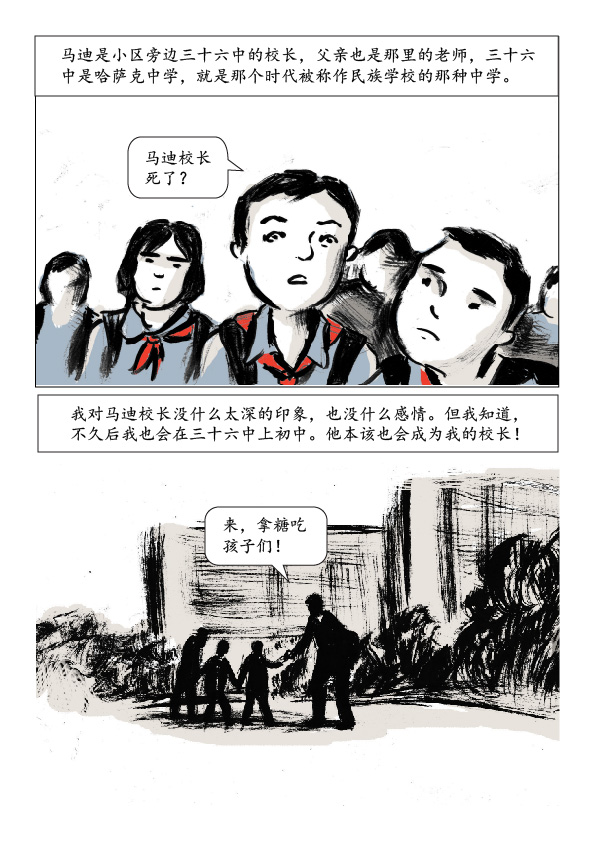 马迪是小区旁边三十六中的校长，父亲也是那里的老师，三十六
中是哈萨克中学，就是那个时代被称作民族学校的那种中学。
马迪校长
死了？
我对马迪校长没什么太深的印象，也没什么感情。但我知道，
不久后我也会在三十六中上初中。他本该也会成为我的校长！
来，拿糖吃
孩子们！